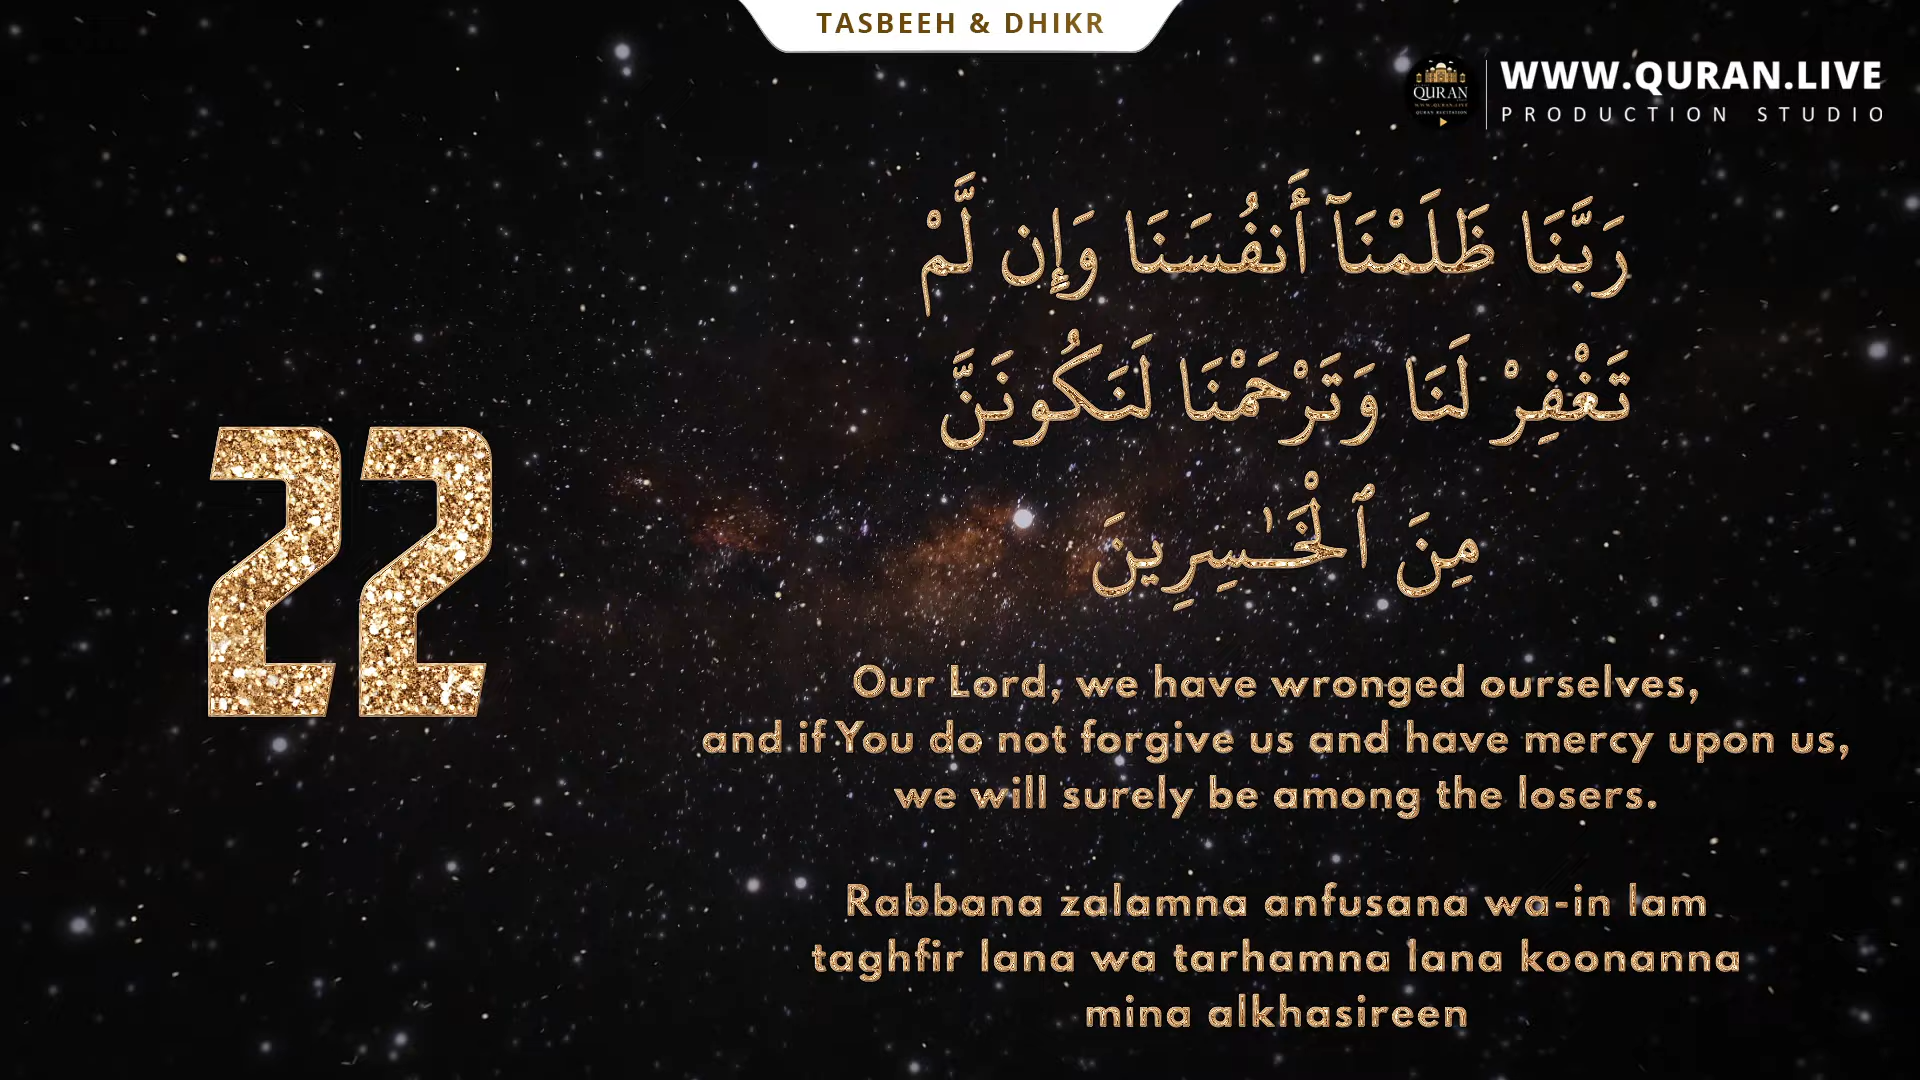 TASBEEH & DHIKR
QURAN
WWW.QURAN.LIVE
PRODUCTION STUDIO
رَبَّنَا ظَلَمْنَآ أَنفُسَنَا وَإِن لَّمْ
تَغْفِرْ لَنَا وَتَرْحَمْنَا لَنَكُونَنَّ
مِنَ ٱلْخَـٰسِرِينَ
22
Our Lord, we have wronged ourselves,
and if You do not forgive us and have mercy upon us,
we will surely be among the losers.
Rabbana zalamna anfusana wa-in lam
taghfir lana wa tarhamna lana koonanna
mina alkhasireen